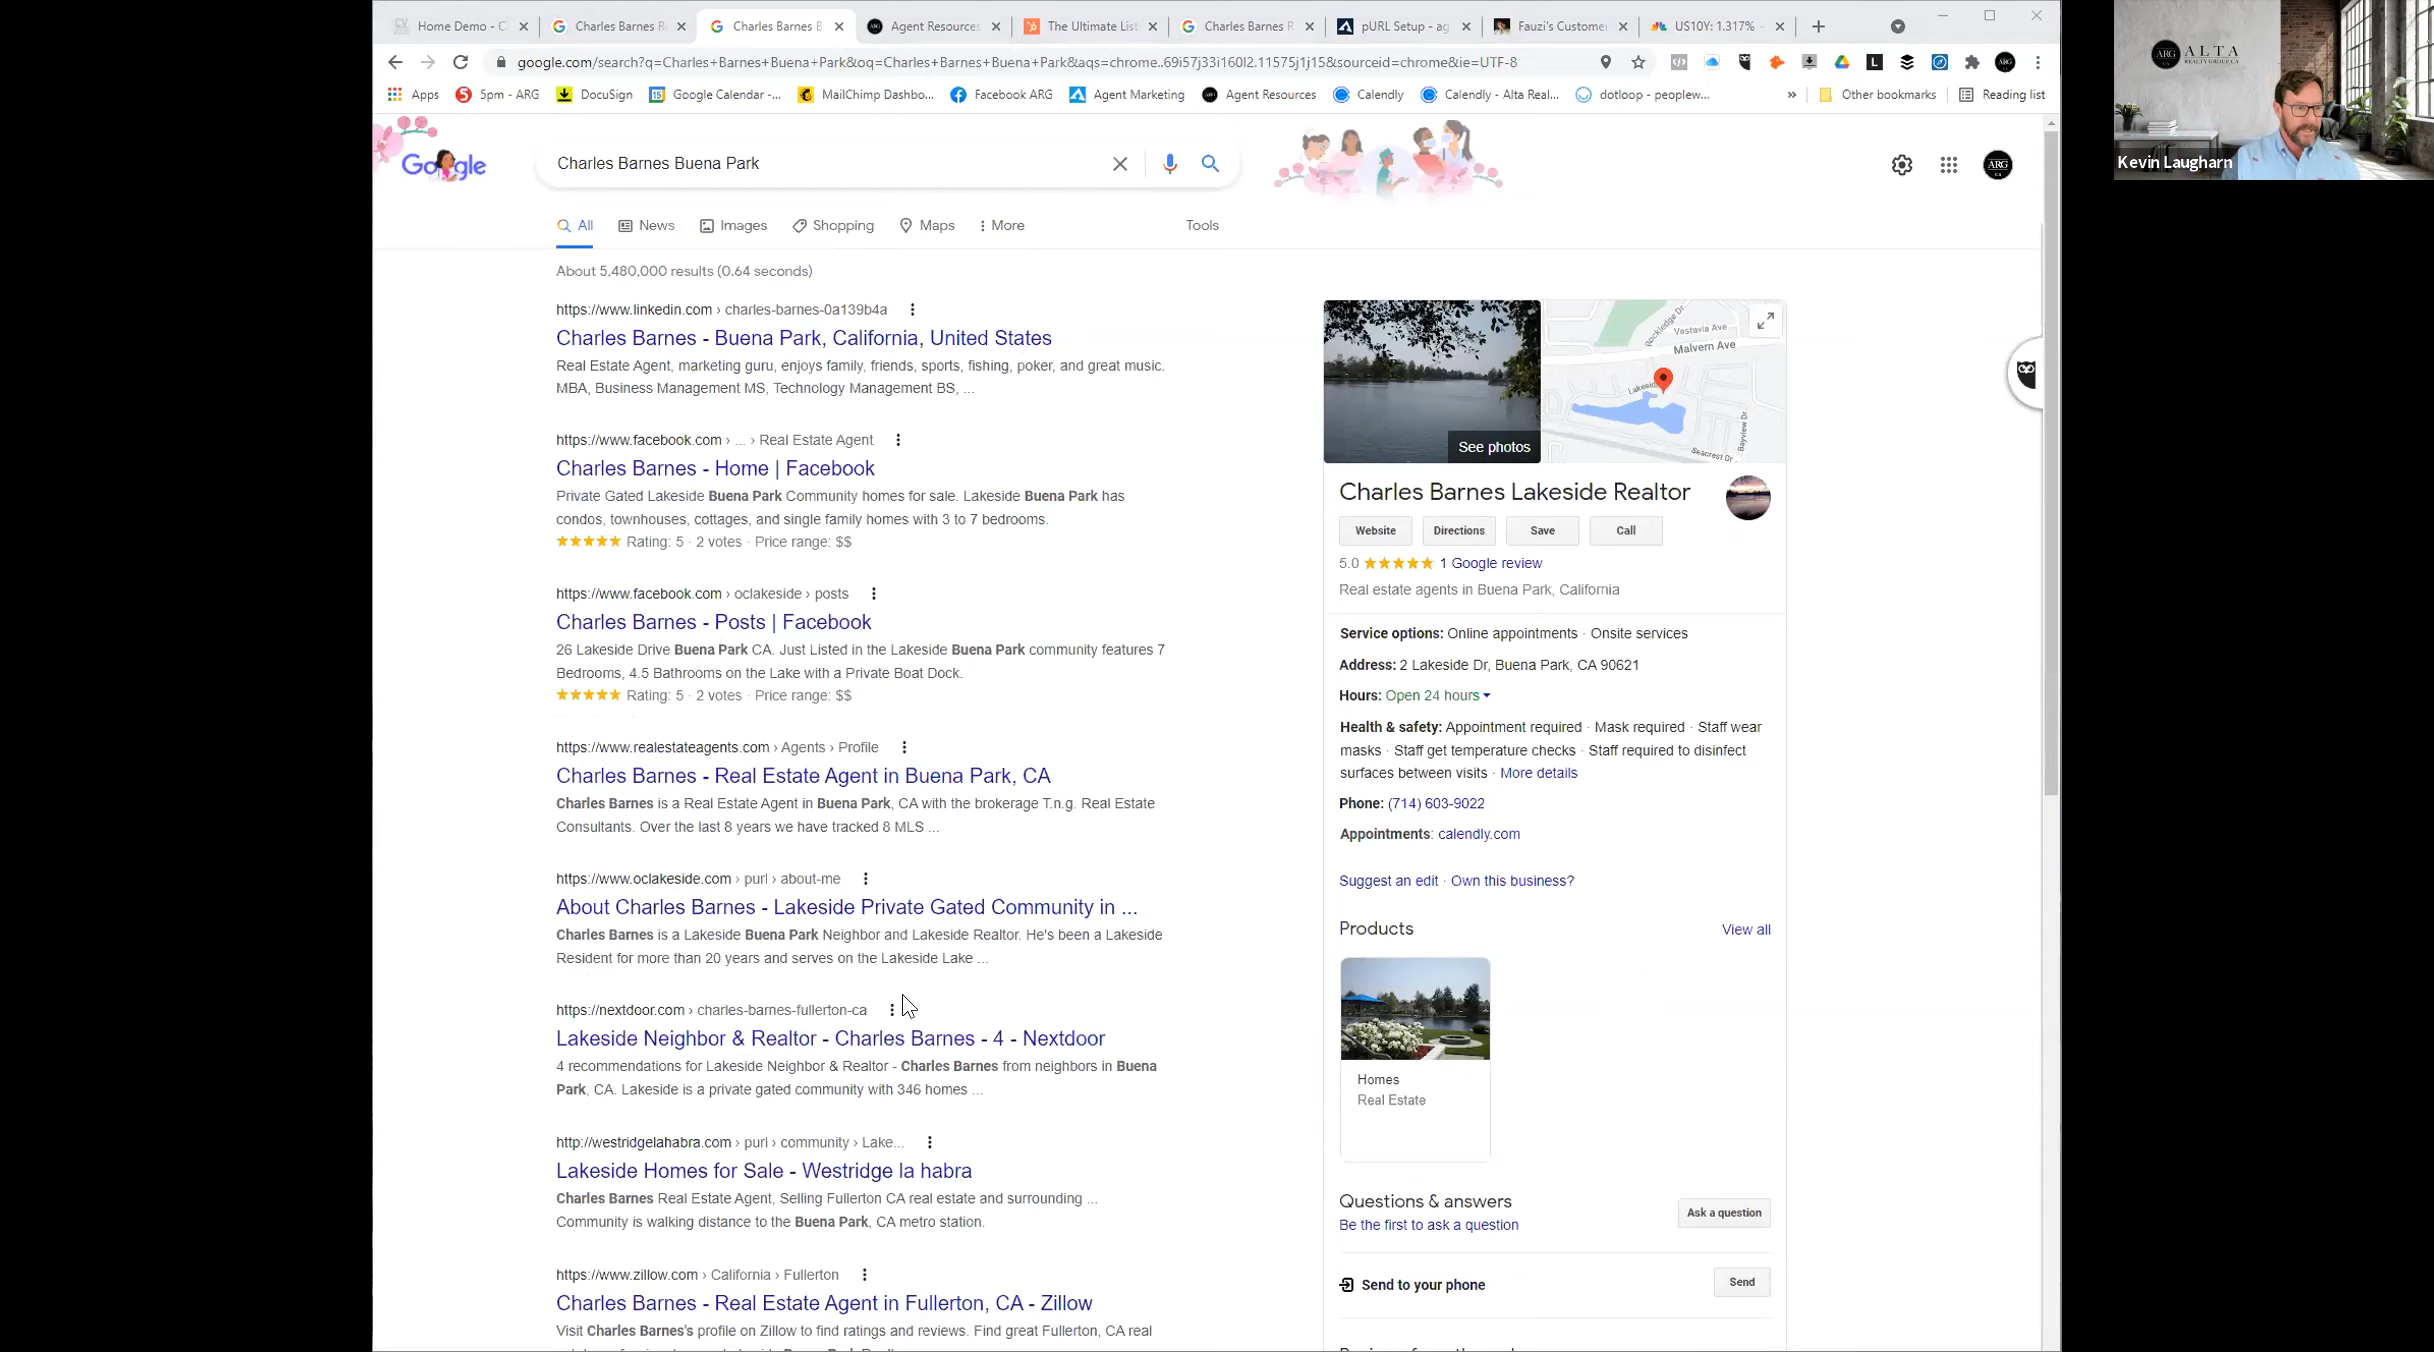 Home Demo - C
Charles Barnes R
Charles Barnes B
Agent Resources
The Ultimate List
Charles Barnes R
pURL Setup - ag
Fauzi's Customer
US10Y: 1.317% -
google.com/search?q=Charles+Barnes+Buena+Park&oq=Charles+Barnes+Buena+Park&aqs=chrome..69i57j33i160l2.11575j1j15&sourceid=chrome&ie=UTF-8
Apps
5pm - ARG
DocuSign
Google Calendar -...
MailChimp Dashbo...
Facebook ARG
Agent Marketing
Agent Resources
Calendly
Calendly - Alta Real...
dotloop - peoplew...
»
Other bookmarks
Reading list
Google
Charles Barnes Buena Park
ARG
All
News
Images
Shopping
Maps
More
Tools
About 5,480,000 results (0.64 seconds)
https://www.linkedin.com › charles-barnes-0a139b4a
Charles Barnes - Buena Park, California, United States
Real Estate Agent, marketing guru, enjoys family, friends, sports, fishing, poker, and great music.
MBA, Business Management MS, Technology Management BS, ...
https://www.facebook.com › ... › Real Estate Agent
Charles Barnes - Home | Facebook
Private Gated Lakeside Buena Park Community homes for sale. Lakeside Buena Park has
condos, townhouses, cottages, and single family homes with 3 to 7 bedrooms.
Rating: 5 · 2 votes · Price range: $$
https://www.facebook.com › oclakeside › posts
Charles Barnes - Posts | Facebook
26 Lakeside Drive Buena Park CA. Just Listed in the Lakeside Buena Park community features 7
Bedrooms, 4.5 Bathrooms on the Lake with a Private Boat Dock.
Rating: 5 · 2 votes · Price range: $$
https://www.realestateagents.com › Agents › Profile
Charles Barnes - Real Estate Agent in Buena Park, CA
Charles Barnes is a Real Estate Agent in Buena Park, CA with the brokerage T.n.g. Real Estate
Consultants. Over the last 8 years we have tracked 8 MLS ...
https://www.oclakeside.com › purl › about-me
About Charles Barnes - Lakeside Private Gated Community in ...
Charles Barnes is a Lakeside Buena Park Neighbor and Lakeside Realtor. He's been a Lakeside
Resident for more than 20 years and serves on the Lakeside Lake ...
https://nextdoor.com › charles-barnes-fullerton-ca
Lakeside Neighbor & Realtor - Charles Barnes - 4 - Nextdoor
4 recommendations for Lakeside Neighbor & Realtor - Charles Barnes from neighbors in Buena
Park, CA. Lakeside is a private gated community with 346 homes ...
http://westridgelahabra.com › purl › community › Lake...
Lakeside Homes for Sale - Westridge la habra
Charles Barnes Real Estate Agent, Selling Fullerton CA real estate and surrounding ...
Community is walking distance to the Buena Park, CA metro station.
https://www.zillow.com › California › Fullerton
Charles Barnes - Real Estate Agent in Fullerton, CA - Zillow
Visit Charles Barnes's profile on Zillow to find ratings and reviews. Find great Fullerton, CA real
See photos
Rockledge Dr
Vestavia Ave
Malvern Ave
Bayview Dr
Seacrest Dr
Charles Barnes Lakeside Realtor
Website
Directions
Save
Call
5.0
1 Google review
Real estate agents in Buena Park, California
Service options: Online appointments · Onsite services
Address: 2 Lakeside Dr, Buena Park, CA 90621
Hours: Open 24 hours
Health & safety: Appointment required · Mask required · Staff wear
masks · Staff get temperature checks · Staff required to disinfect
surfaces between visits · More details
Phone: (714) 603-9022
Appointments: calendly.com
Suggest an edit · Own this business?
Products
View all
Homes
Real Estate
Questions & answers
Be the first to ask a question
Ask a question
Send to your phone
Send
ARG
ALTA
REALTY GROUP, CA
Kevin Laugharn